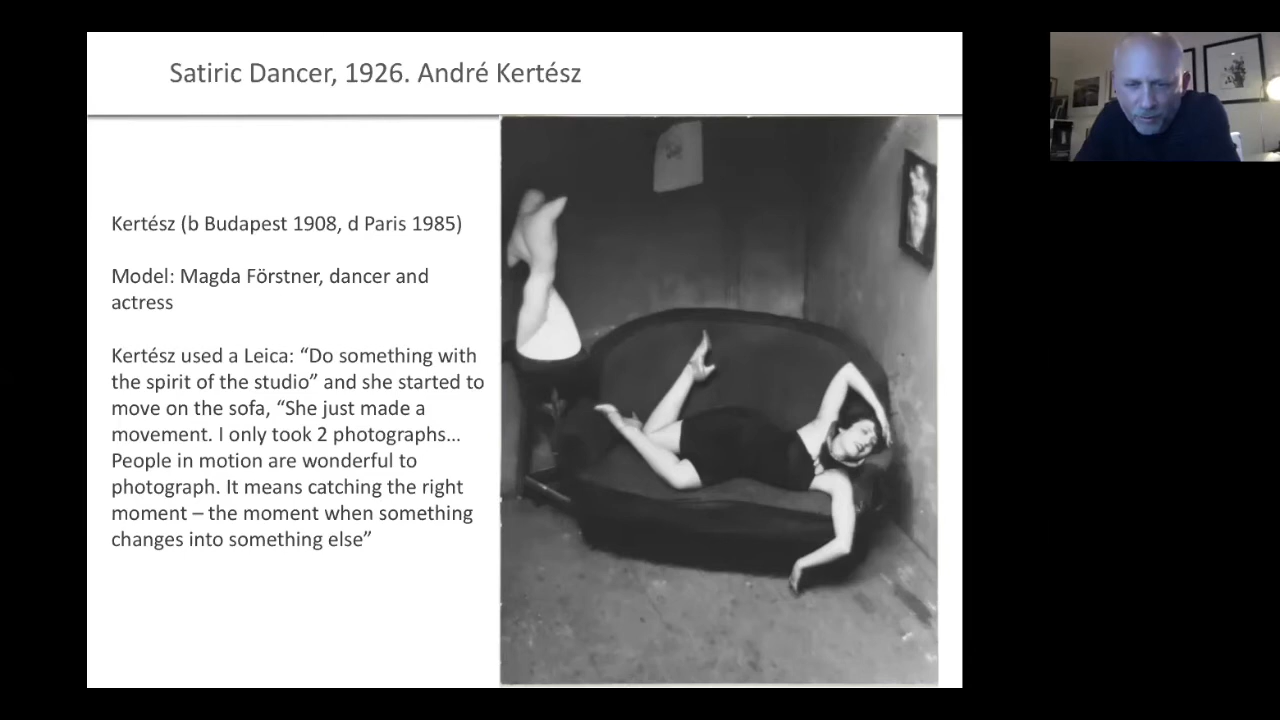 Satiric Dancer, 1926. André Kertész
Kertész (b Budapest 1908, d Paris 1985)
Model: Magda Förstner, dancer and
actress
Kertész used a Leica: “Do something with
the spirit of the studio” and she started to
move on the sofa, “She just made a
movement. I only took 2 photographs…
People in motion are wonderful to
photograph. It means catching the right
moment – the moment when something
changes into something else”